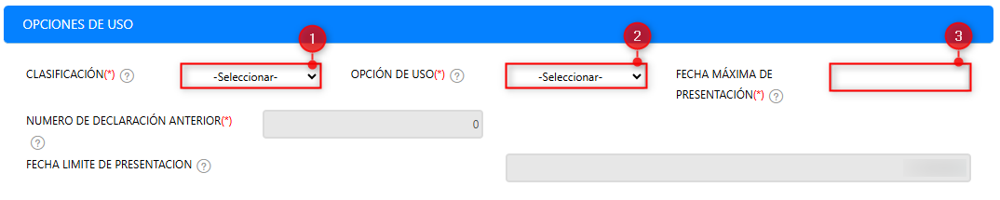 OPCIONES DE USO
1 2 3
CLASIFICACIÓN(*) ? -Seleccionar- OPCIÓN DE USO(*) ? -Seleccionar- FECHA MÁXIMA DE
PRESENTACIÓN(*) ?
NUMERO DE DECLARACIÓN ANTERIOR(*) 0
?
FECHA LIMITE DE PRESENTACION ?